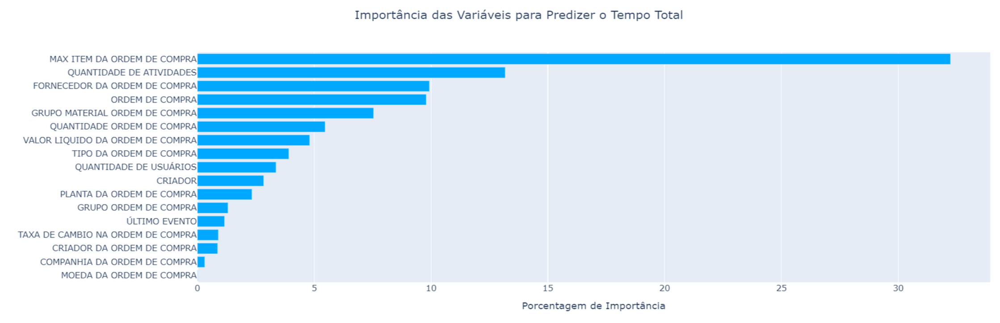 Importância das Variáveis para Predizer o Tempo Total
MAX ITEM DA ORDEM DE COMPRA
QUANTIDADE DE ATIVIDADES
FORNECEDOR DA ORDEM DE COMPRA
ORDEM DE COMPRA
GRUPO MATERIAL ORDEM DE COMPRA
QUANTIDADE ORDEM DE COMPRA
VALOR LIQUIDO DA ORDEM DE COMPRA
TIPO DA ORDEM DE COMPRA
QUANTIDADE DE USUÁRIOS
CRIADOR
PLANTA DA ORDEM DE COMPRA
GRUPO ORDEM DE COMPRA
ÚLTIMO EVENTO
TAXA DE CAMBIO NA ORDEM DE COMPRA
CRIADOR DA ORDEM DE COMPRA
COMPANHIA DA ORDEM DE COMPRA
MOEDA DA ORDEM DE COMPRA
0 5 10 15 20 25 30
Porcentagem de Importância